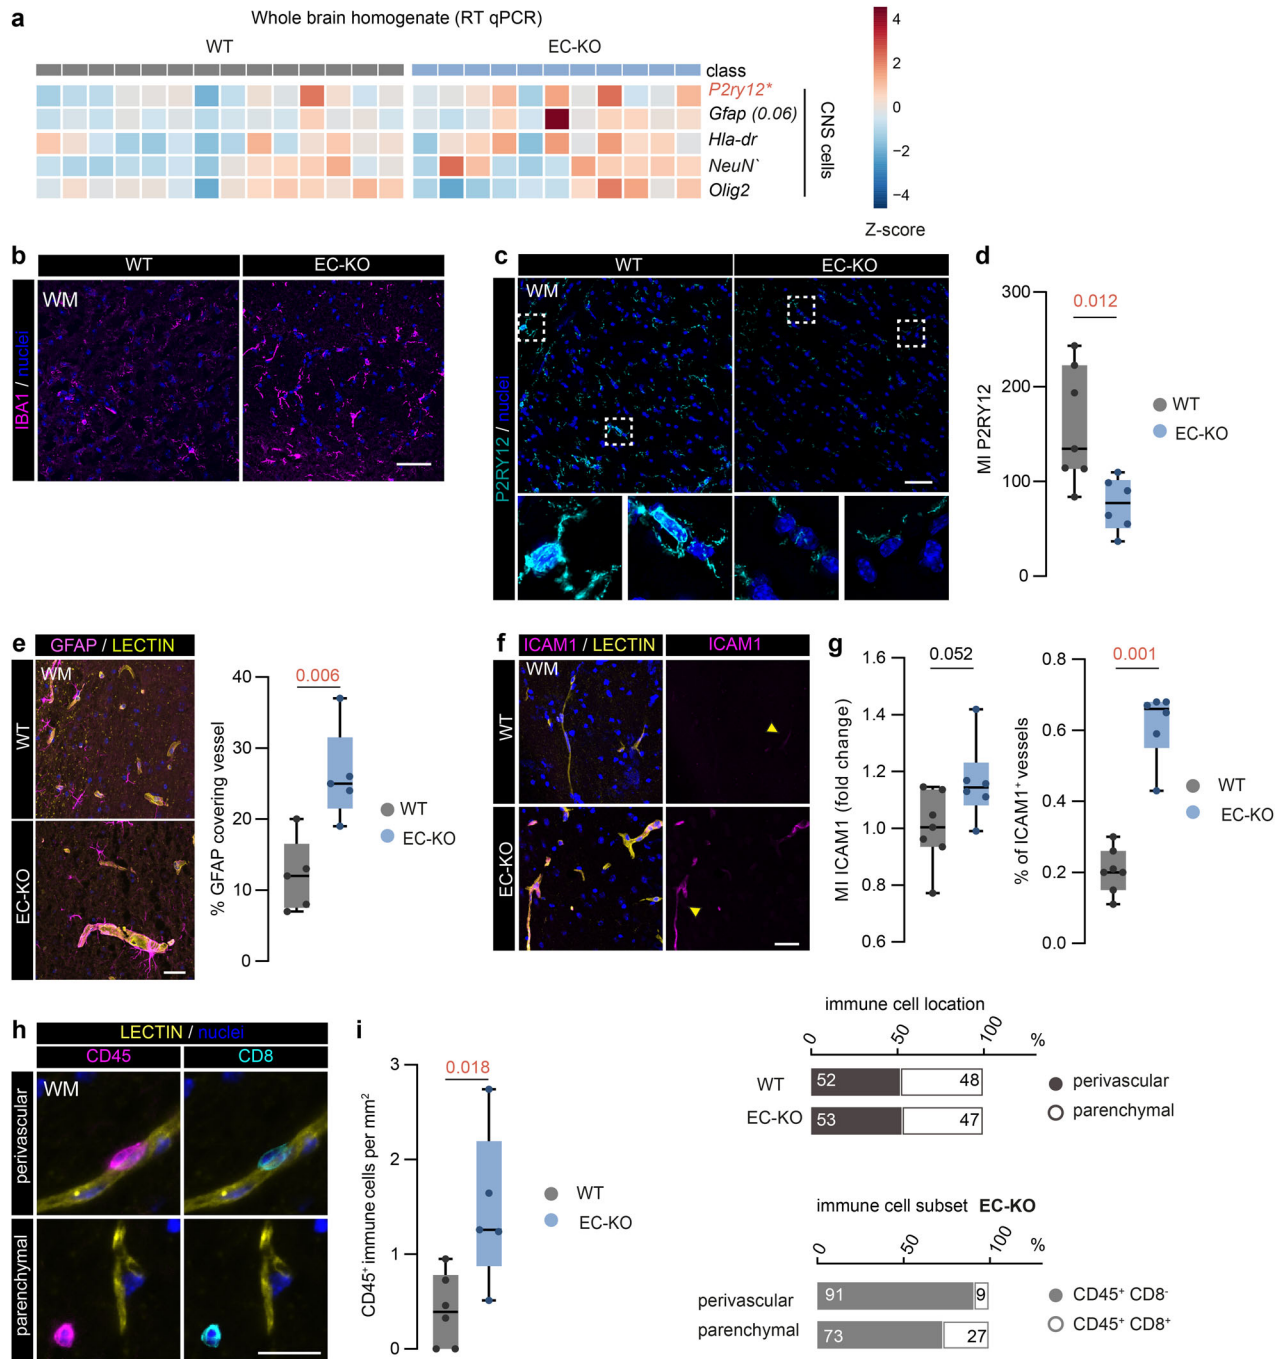 a
Whole brain homogenate (RT qPCR)
WT
EC-KO
class
P2ry12*
Gfap (0.06)
Hla-dr
NeuN`
Olig2
CNS cells
4
2
0
−2
−4
Z-score
b
WT
EC-KO
IBA1 / nuclei
WM
c
WT
EC-KO
P2RY12 / nuclei
WM
d
MI P2RY12
300
200
100
0
0.012
WT
EC-KO
e
GFAP / LECTIN
WT
WM
EC-KO
% GFAP covering vessel
40
30
20
10
0
0.006
WT
EC-KO
f
ICAM1 / LECTIN
ICAM1
WT
WM
EC-KO
g
MI ICAM1 (fold change)
1.6
1.4
1.2
1.0
0.8
0.6
0.052
% of ICAM1⁺ vessels
0.8
0.6
0.4
0.2
0.0
0.001
WT
EC-KO
h
LECTIN / nuclei
CD45
CD8
perivascular
WM
parenchymal
i
CD45⁺ immune cells per mm²
3
2
1
0
0.018
WT
EC-KO
immune cell location
0 50 100 %
WT 52 48
EC-KO 53 47
perivascular
parenchymal
immune cell subset EC-KO
0 50 100 %
perivascular 91 9
parenchymal 73 27
CD45⁺ CD8⁻
CD45⁺ CD8⁺